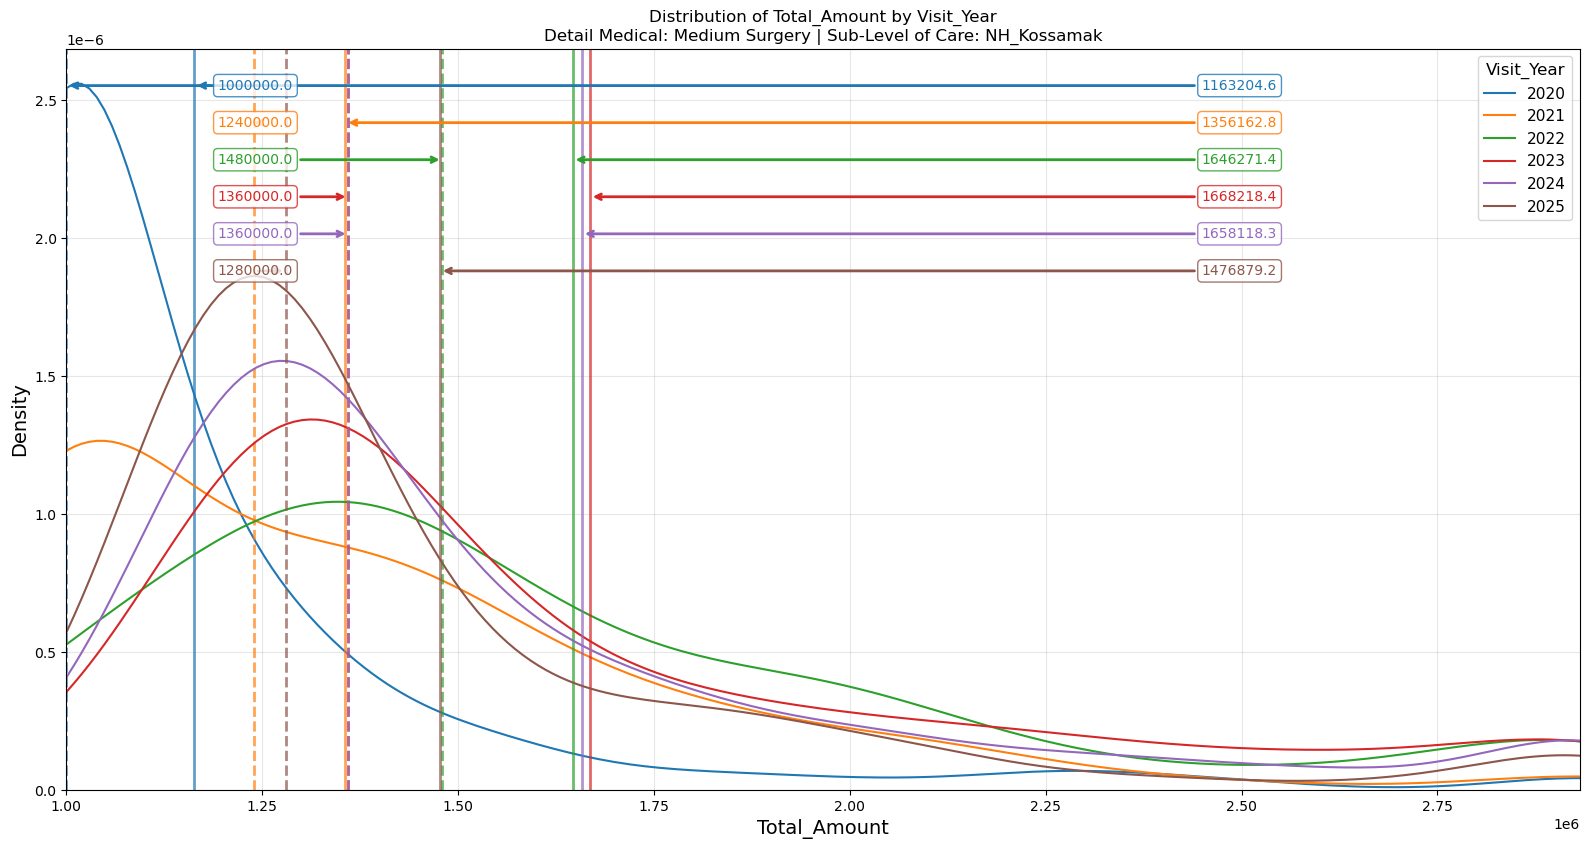 Distribution of Total_Amount by Visit_Year
Detail Medical: Medium Surgery | Sub-Level of Care: NH_Kossamak
1e−6
Visit_Year
2020
2021
2022
2023
2024
2025
1000000.0 1163204.6
1240000.0 1356162.8
1480000.0 1646271.4
1360000.0 1668218.4
1360000.0 1658118.3
1280000.0 1476879.2
2.5
2.0
1.5
1.0
0.5
0.0
Density
1.00 1.25 1.50 1.75 2.00 2.25 2.50 2.75
1e6
Total_Amount